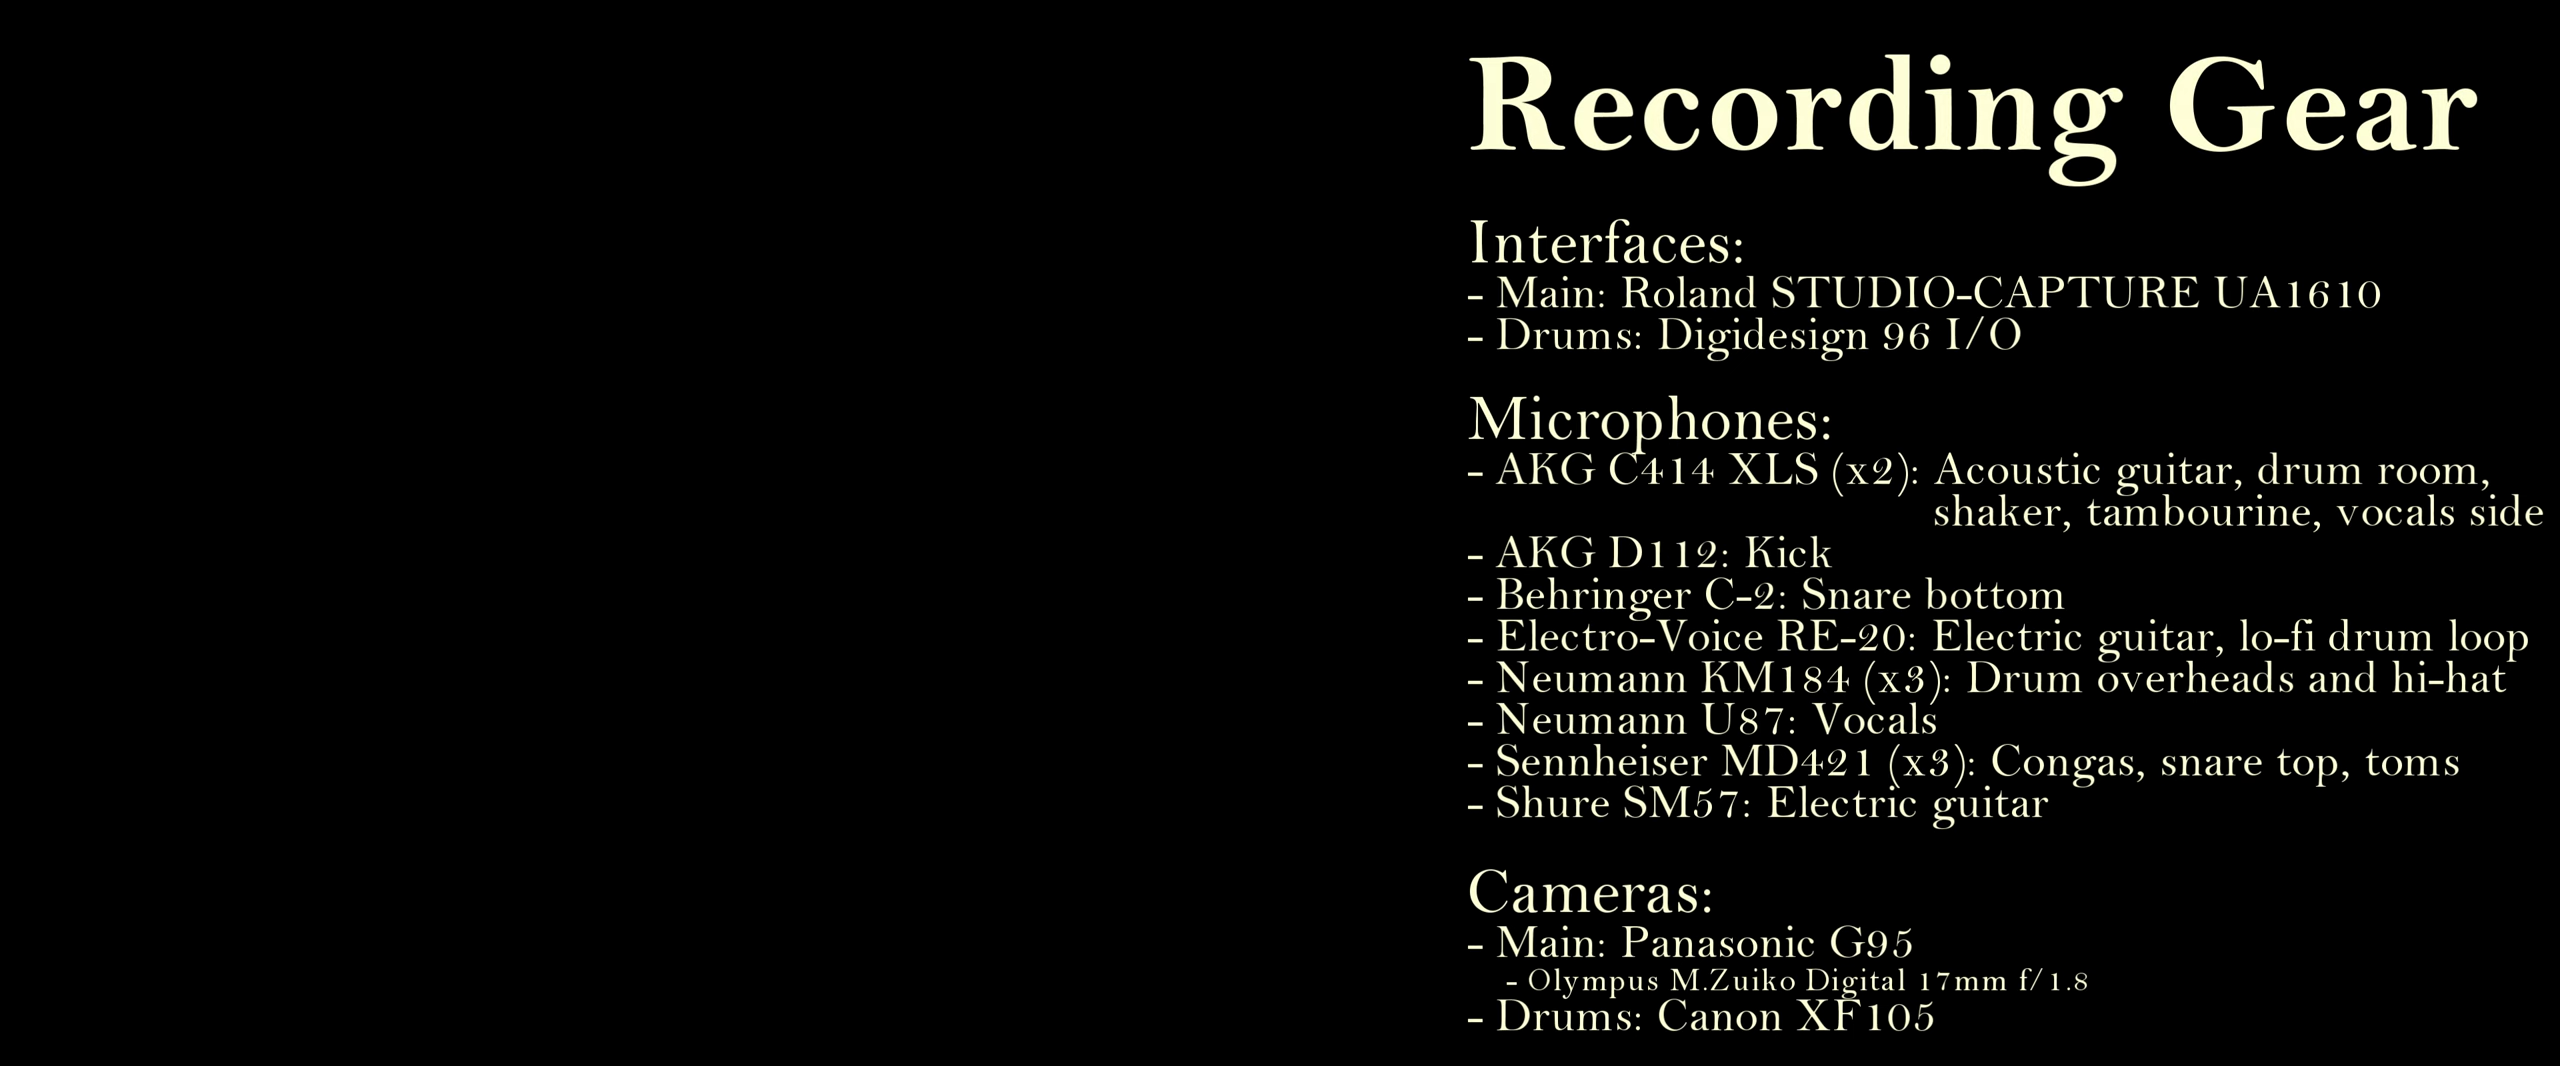 Recording Gear
Interfaces:
- Main: Roland STUDIO-CAPTURE UA1610
- Drums: Digidesign 96 I/O
Microphones:
- AKG C414 XLS (x2): Acoustic guitar, drum room,
shaker, tambourine, vocals side
- AKG D112: Kick
- Behringer C-2: Snare bottom
- Electro-Voice RE-20: Electric guitar, lo-fi drum loop
- Neumann KM184 (x3): Drum overheads and hi-hat
- Neumann U87: Vocals
- Sennheiser MD421 (x3): Congas, snare top, toms
- Shure SM57: Electric guitar
Cameras:
- Main: Panasonic G95
- Olympus M.Zuiko Digital 17mm f/1.8
- Drums: Canon XF105